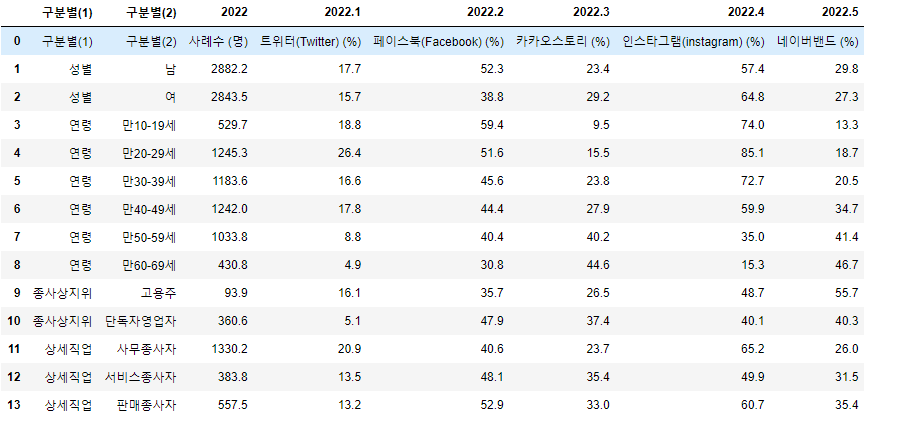 구분별(1) 구분별(2) 2022 2022.1 2022.2 2022.3 2022.4 2022.5
0 구분별(1) 구분별(2) 사례수 (명) 트위터(Twitter) (%) 페이스북(Facebook) (%) 카카오스토리 (%) 인스타그램(instagram) (%) 네이버밴드 (%)
1 성별 남 2882.2 17.7 52.3 23.4 57.4 29.8
2 성별 여 2843.5 15.7 38.8 29.2 64.8 27.3
3 연령 만10-19세 529.7 18.8 59.4 9.5 74.0 13.3
4 연령 만20-29세 1245.3 26.4 51.6 15.5 85.1 18.7
5 연령 만30-39세 1183.6 16.6 45.6 23.8 72.7 20.5
6 연령 만40-49세 1242.0 17.8 44.4 27.9 59.9 34.7
7 연령 만50-59세 1033.8 8.8 40.4 40.2 35.0 41.4
8 연령 만60-69세 430.8 4.9 30.8 44.6 15.3 46.7
9 종사상지위 고용주 93.9 16.1 35.7 26.5 48.7 55.7
10 종사상지위 단독자영업자 360.6 5.1 47.9 37.4 40.1 40.3
11 상세직업 사무종사자 1330.2 20.9 40.6 23.7 65.2 26.0
12 상세직업 서비스종사자 383.8 13.5 48.1 35.4 49.9 31.5
13 상세직업 판매종사자 557.5 13.2 52.9 33.0 60.7 35.4